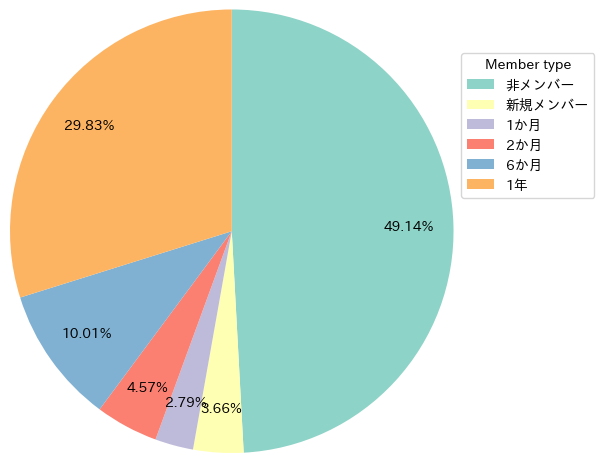 Member type
非メンバー
新規メンバー
1か月
2か月
6か月
1年
29.83%
49.14%
10.01%
4.57%
2.79%
3.66%